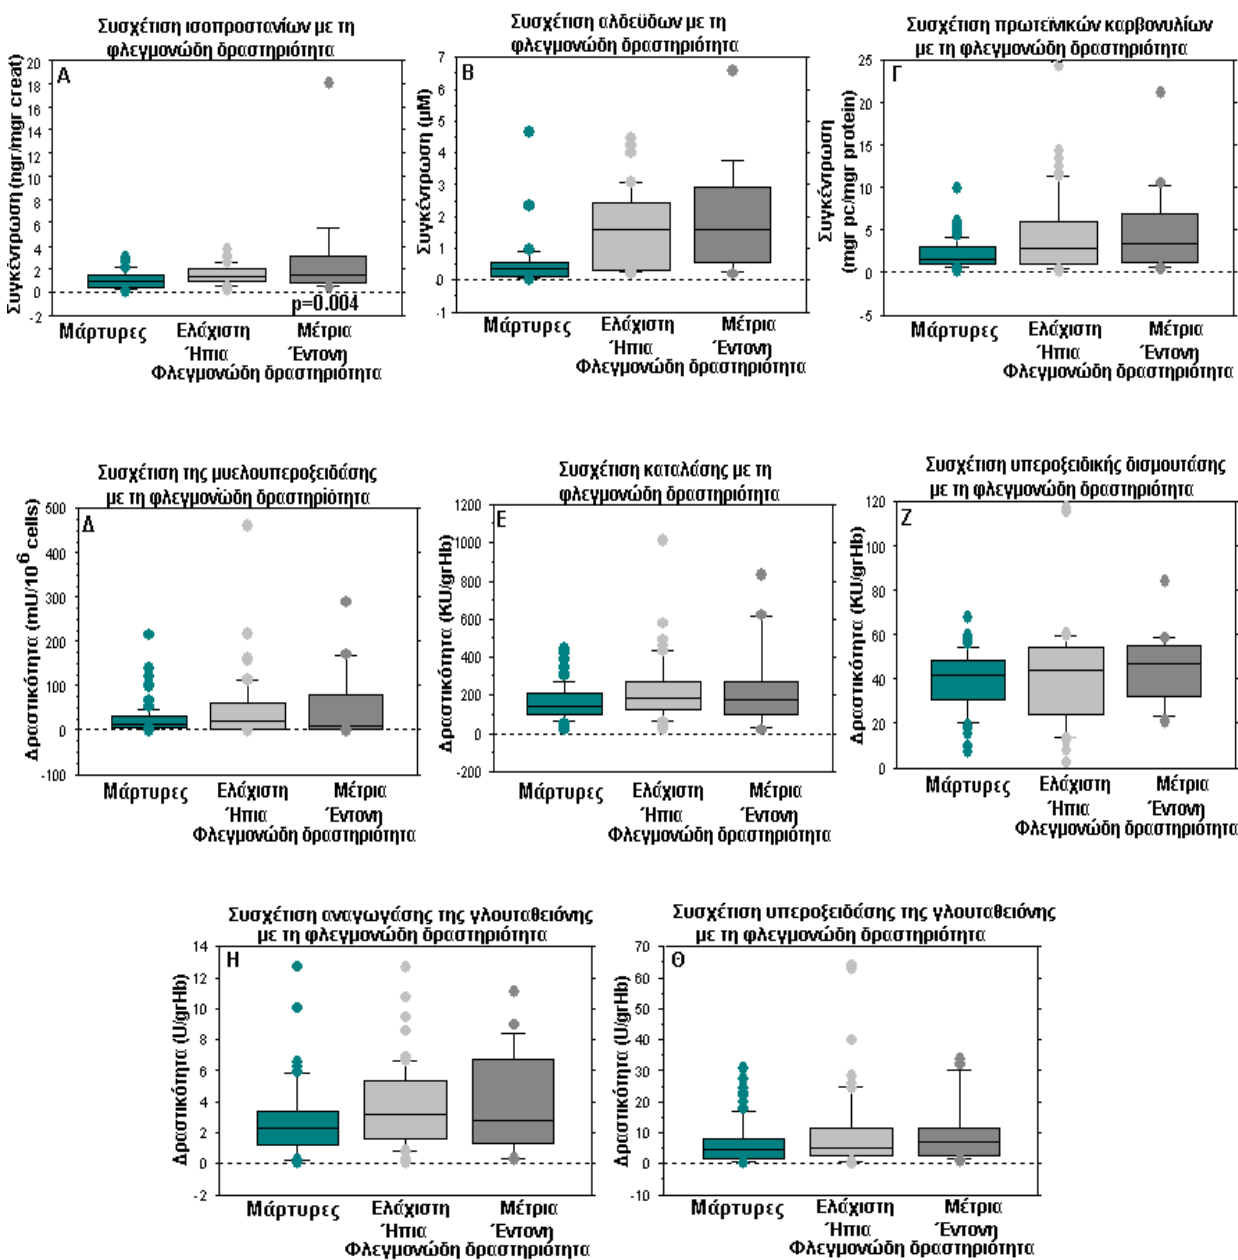 Συσχέτιση ισοπροστανίων με τη
φλεγμονώδη δραστηριότητα
Α
Συγκέντρωση (ngr/mgr creat)
20
18
16
14
12
10
8
6
4
2
0
-2
p=0.004
Μάρτυρες
Ελάχιστη
Ήπια
Μέτρια
Έντονη
Φλεγμονώδη δραστηριότητα
Συσχέτιση αλδεϋδων με τη
φλεγμονώδη δραστηριότητα
Β
Συγκέντρωση (μΜ)
7
6
5
4
3
2
1
0
-1
Μάρτυρες
Ελάχιστη
Ήπια
Μέτρια
Έντονη
Φλεγμονώδη δραστηριότητα
Συσχέτιση πρωτεϊνικών καρβονυλίων
με τη φλεγμονώδη δραστηριότητα
Γ
Συγκέντρωση
(mgr pc/mgr protein)
25
20
15
10
5
0
-5
Μάρτυρες
Ελάχιστη
Ήπια
Μέτρια
Έντονη
Φλεγμονώδη δραστηριότητα
Συσχέτιση της μυελουπεροξειδάσης
με τη φλεγμονώδη δραστηριότητα
Δ
Δραστικότητα (mU/10⁶ cells)
500
400
300
200
100
0
-100
Μάρτυρες
Ελάχιστη
Ήπια
Μέτρια
Έντονη
Φλεγμονώδη δραστηριότητα
Συσχέτιση καταλάσης με τη
φλεγμονώδη δραστηριότητα
Ε
Δραστικότητα (KU/grHb)
1200
1000
800
600
400
200
0
-200
Μάρτυρες
Ελάχιστη
Ήπια
Μέτρια
Έντονη
Φλεγμονώδη δραστηριότητα
Συσχέτιση υπεροξειδικής δισμουτάσης
με τη φλεγμονώδη δραστηριότητα
Ζ
Δραστικότητα (KU/grHb)
120
100
80
60
40
20
0
Μάρτυρες
Ελάχιστη
Ήπια
Μέτρια
Έντονη
Φλεγμονώδη δραστηριότητα
Συσχέτιση αναγωγάσης της γλουταθειόνης
με τη φλεγμονώδη δραστηριότητα
Η
Δραστικότητα (U/grHb)
14
12
10
8
6
4
2
0
-2
Μάρτυρες
Ελάχιστη
Ήπια
Μέτρια
Έντονη
Φλεγμονώδη δραστηριότητα
Συσχέτιση υπεροξειδάσης της γλουταθειόνης
με τη φλεγμονώδη δραστηριότητα
Θ
Δραστικότητα (U/grHb)
70
60
50
40
30
20
10
0
-10
Μάρτυρες
Ελάχιστη
Ήπια
Μέτρια
Έντονη
Φλεγμονώδη δραστηριότητα